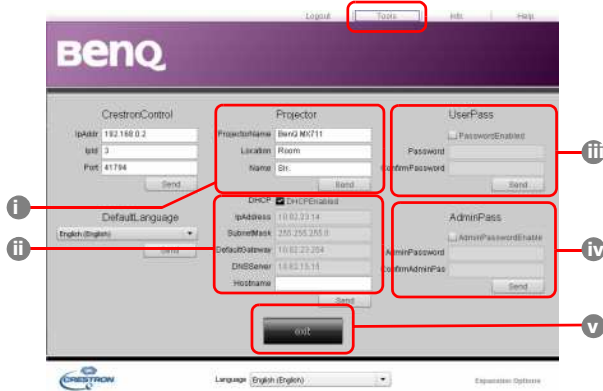 Logout Tools Info Help
BenQ
CrestronControl
IpAddr 192.168.0.2
IpId 3
Port 41794
Send
Projector
ProjectorName BenQ MX711
Location Room
Name Sir.
Send
UserPass
PasswordEnabled
Password
ConfirmPassword
Send
i
iii
DefaultLanguage
English (English)
Send
DHCP DHCPEnabled
IpAddress 10.82.23.14
SubnetMask 255.255.255.0
DefaultGateway 10.82.23.254
DNSServer 10.82.15.15
Hostname
Send
AdminPass
AdminPasswordEnable
AdminPassword
ConfirmAdminPas
Send
ii
iv
exit
v
CRESTRON
Language English (English)
Expansion Options